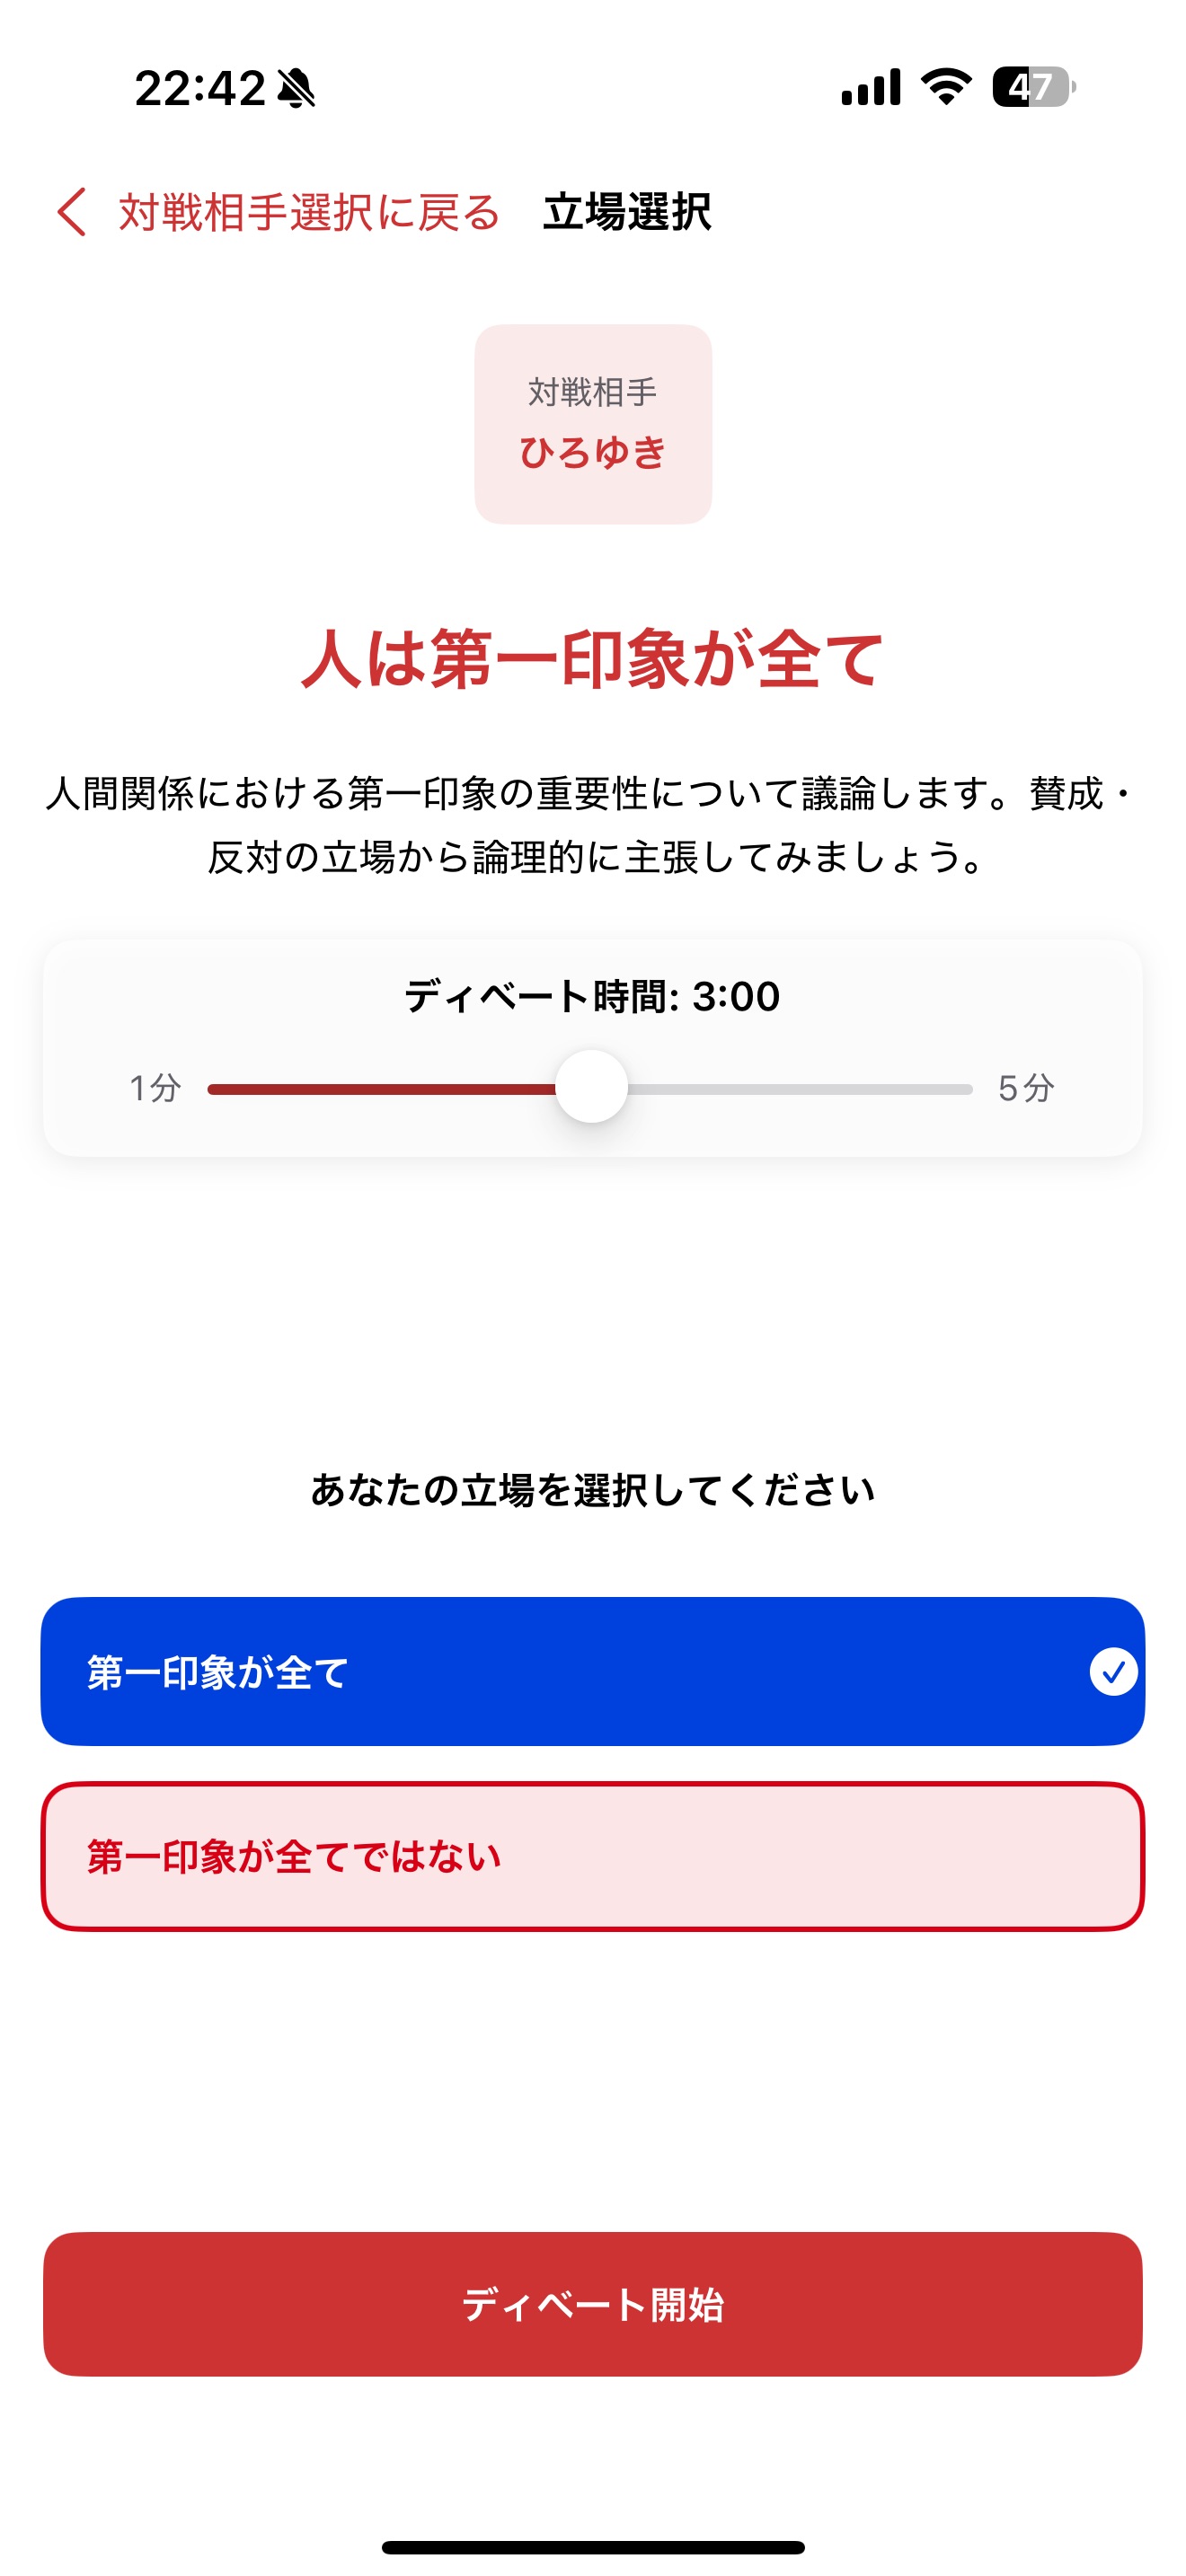 22:42
47
対戦相手選択に戻る 立場選択
対戦相手
ひろゆき
人は第一印象が全て
人間関係における第一印象の重要性について議論します。賛成・
反対の立場から論理的に主張してみましょう。
ディベート時間: 3:00
1分
5分
あなたの立場を選択してください
第一印象が全て
第一印象が全てではない
ディベート開始